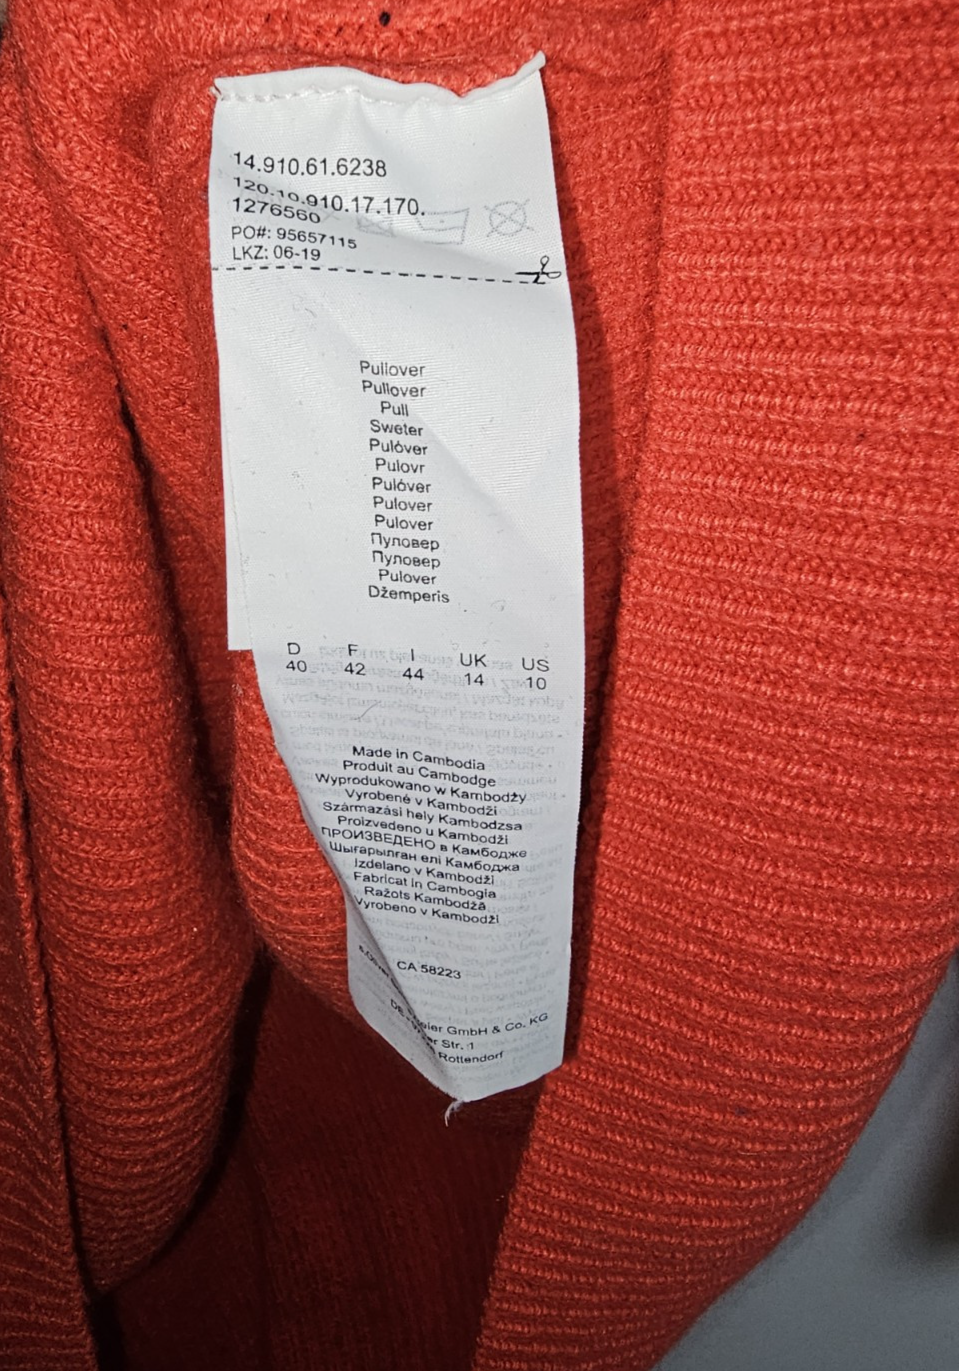 14.910.61.6238
120.10.910.17.170.
1276560
PO#: 95657115
LKZ: 06-19
Pullover
Pullover
Pull
Sweter
Pulóver
Pulovr
Pulóver
Pulover
Pulover
Пуловер
Пуловер
Pulover
Džemperis
D F I UK US
40 42 44 14 10
Made in Cambodia
Produit au Cambodge
Wyprodukowano w Kambodży
Vyrobené v Kambodži
Származási hely Kambodzsa
Proizvedeno u Kambodži
ПРОИЗВЕДЕНО в Камбодже
Шығарылған елі Камбоджа
Izdelano v Kambodži
Fabricat în Cambogia
Ražots Kambodžā
Vyrobeno v Kambodži
CA 58223
GmbH & Co. KG
Str. 1
Rottendorf